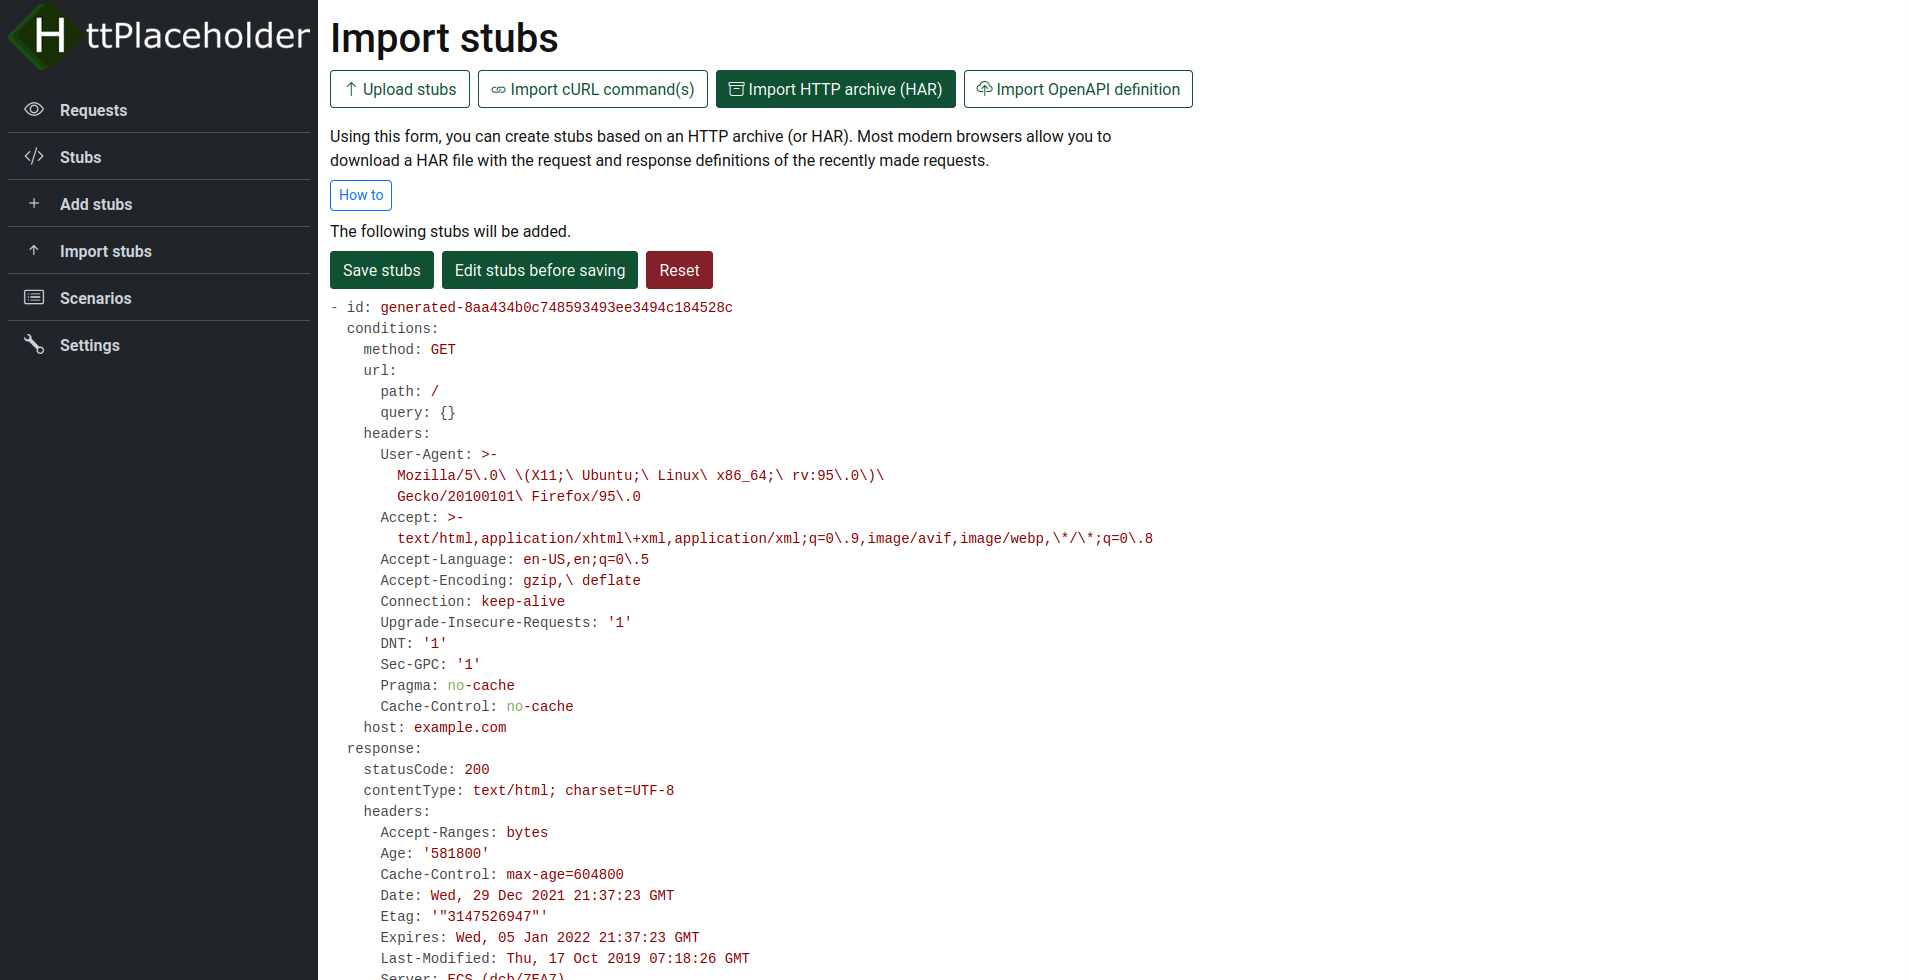 HttPlaceholder
Requests
Stubs
Add stubs
Import stubs
Scenarios
Settings
Import stubs
Upload stubs
Import cURL command(s)
Import HTTP archive (HAR)
Import OpenAPI definition
Using this form, you can create stubs based on an HTTP archive (or HAR). Most modern browsers allow you to
download a HAR file with the request and response definitions of the recently made requests.
How to
The following stubs will be added.
Save stubs
Edit stubs before saving
Reset
- id: generated-8aa434b0c748593493ee3494c184528c
conditions:
method: GET
url:
path: /
query: {}
headers:
User-Agent: >-
Mozilla/5\.0\ \(X11;\ Ubuntu;\ Linux\ x86_64;\ rv:95\.0\)\
Gecko/20100101\ Firefox/95\.0
Accept: >-
text/html,application/xhtml\+xml,application/xml;q=0\.9,image/avif,image/webp,\*/\*;q=0\.8
Accept-Language: en-US,en;q=0\.5
Accept-Encoding: gzip,\ deflate
Connection: keep-alive
Upgrade-Insecure-Requests: '1'
DNT: '1'
Sec-GPC: '1'
Pragma: no-cache
Cache-Control: no-cache
host: example.com
response:
statusCode: 200
contentType: text/html; charset=UTF-8
headers:
Accept-Ranges: bytes
Age: '581800'
Cache-Control: max-age=604800
Date: Wed, 29 Dec 2021 21:37:23 GMT
Etag: '"3147526947"'
Expires: Wed, 05 Jan 2022 21:37:23 GMT
Last-Modified: Thu, 17 Oct 2019 07:18:26 GMT
Server: ECS (dcb/7EA7)